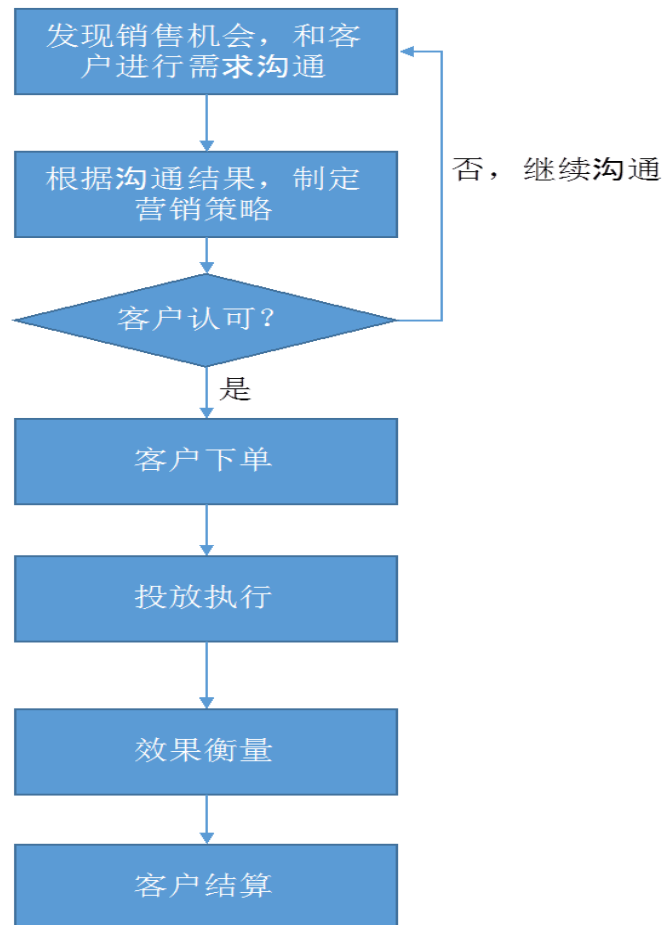 发现销售机会，和客
户进行需求沟通
否，继续沟通
根据沟通结果，制定
营销策略
客户认可？
是
客户下单
投放执行
效果衡量
客户结算